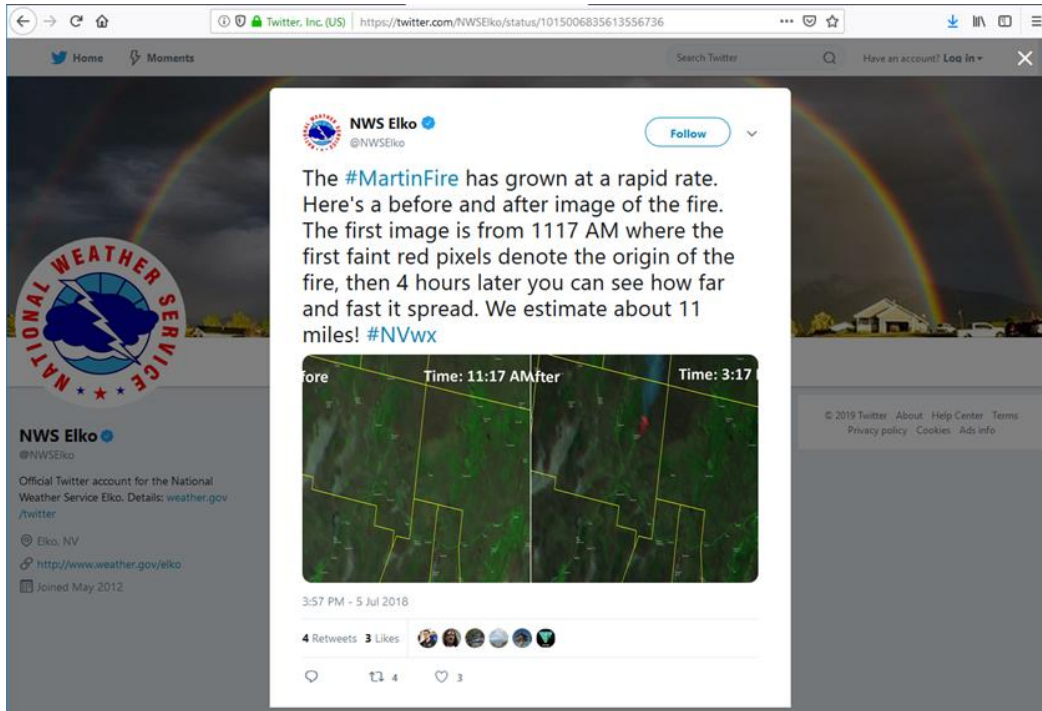 Twitter, Inc. (US) https://twitter.com/NWSElko/status/1015006835613556736
Home Moments Search Twitter Have an account? Log in
NWS Elko
@NWSElko
Follow
The #MartinFire has grown at a rapid rate.
Here's a before and after image of the fire.
The first image is from 1117 AM where the
first faint red pixels denote the origin of the
fire, then 4 hours later you can see how far
and fast it spread. We estimate about 11
miles! #NVwx
fore Time: 11:17 AM
After Time: 3:17
3:57 PM - 5 Jul 2018
4 Retweets 3 Likes
4 3
NATIONAL WEATHER SERVICE
NWS Elko
@NWSElko
Official Twitter account for the National
Weather Service Elko. Details: weather.gov
/twitter
Elko, NV
http://www.weather.gov/elko
Joined May 2012
© 2019 Twitter About Help Center Terms
Privacy policy Cookies Ads info